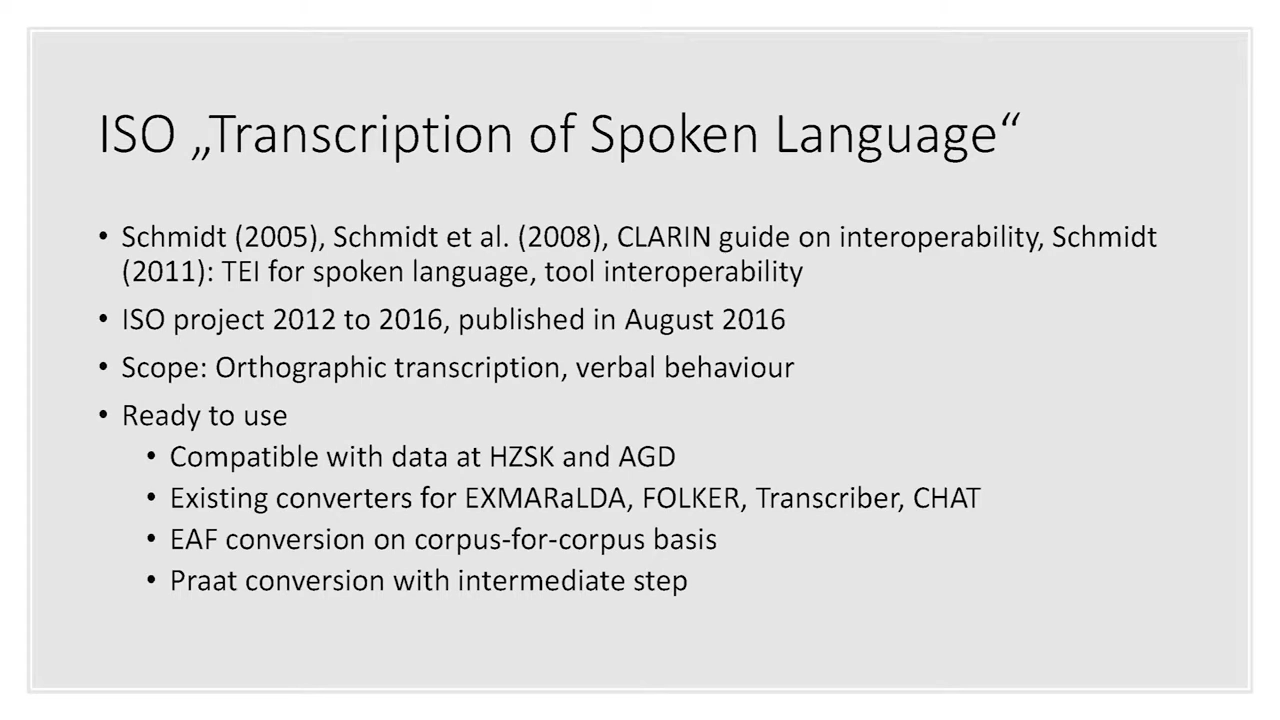 ISO „Transcription of Spoken Language“
• Schmidt (2005), Schmidt et al. (2008), CLARIN guide on interoperability, Schmidt
(2011): TEI for spoken language, tool interoperability
• ISO project 2012 to 2016, published in August 2016
• Scope: Orthographic transcription, verbal behaviour
• Ready to use
• Compatible with data at HZSK and AGD
• Existing converters for EXMARaLDA, FOLKER, Transcriber, CHAT
• EAF conversion on corpus-for-corpus basis
• Praat conversion with intermediate step